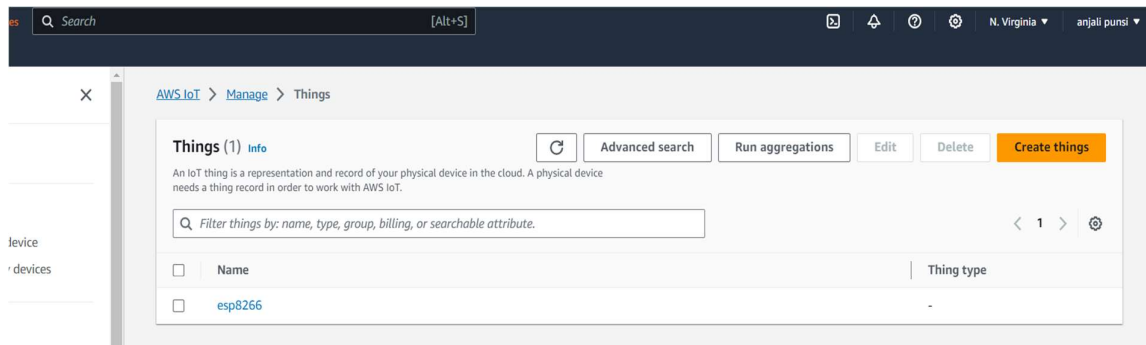 es Search [Alt+S] N. Virginia ▼ anjali punsi ▼
AWS IoT > Manage > Things
Things (1) Info Advanced search Run aggregations Edit Delete Create things
An IoT thing is a representation and record of your physical device in the cloud. A physical device
needs a thing record in order to work with AWS IoT.
Filter things by: name, type, group, billing, or searchable attribute. < 1 >
device
devices
Name Thing type
esp8266 -